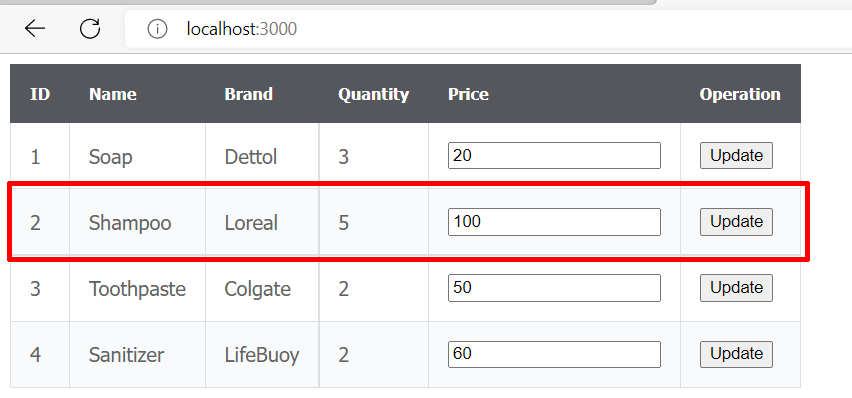 localhost:3000
ID Name Brand Quantity Price Operation
1 Soap Dettol 3 20 Update
2 Shampoo Loreal 5 100 Update
3 Toothpaste Colgate 2 50 Update
4 Sanitizer LifeBuoy 2 60 Update